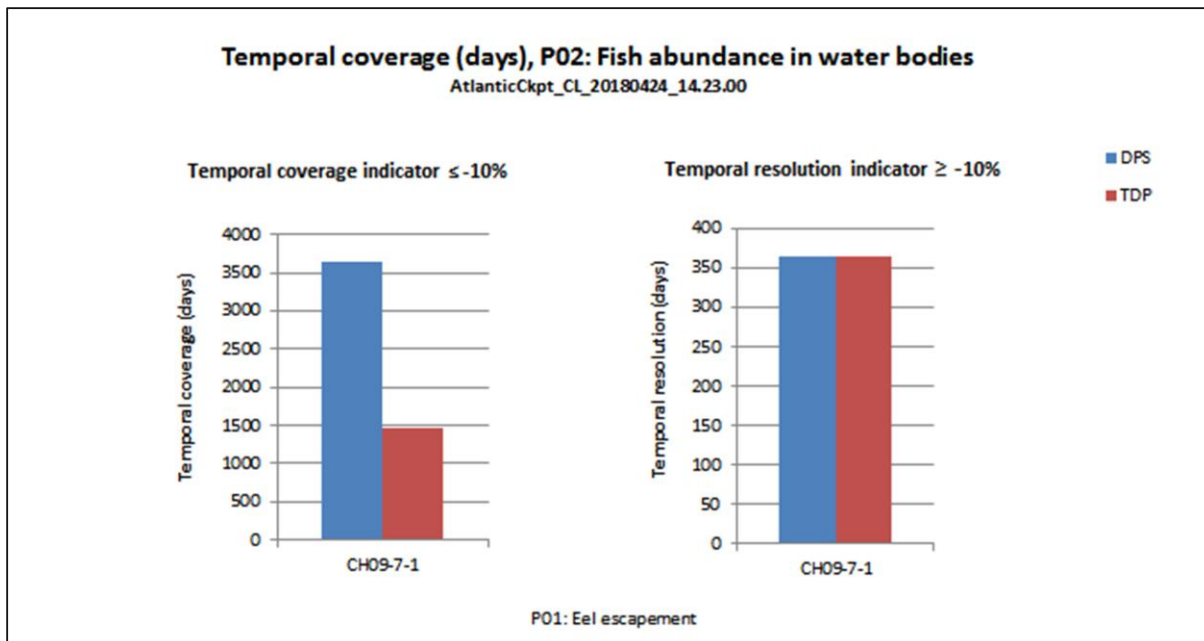 Temporal coverage (days), P02: Fish abundance in water bodies
AtlanticCkpt_CL_20180424_14.23.00
Temporal coverage indicator ≤ -10%
Temporal coverage (days)
4000
3500
3000
2500
2000
1500
1000
500
0
CH09-7-1
Temporal resolution indicator ≥ -10%
Temporal resolution (days)
400
350
300
250
200
150
100
50
0
CH09-7-1
DPS
TDP
P01: Eel escapement